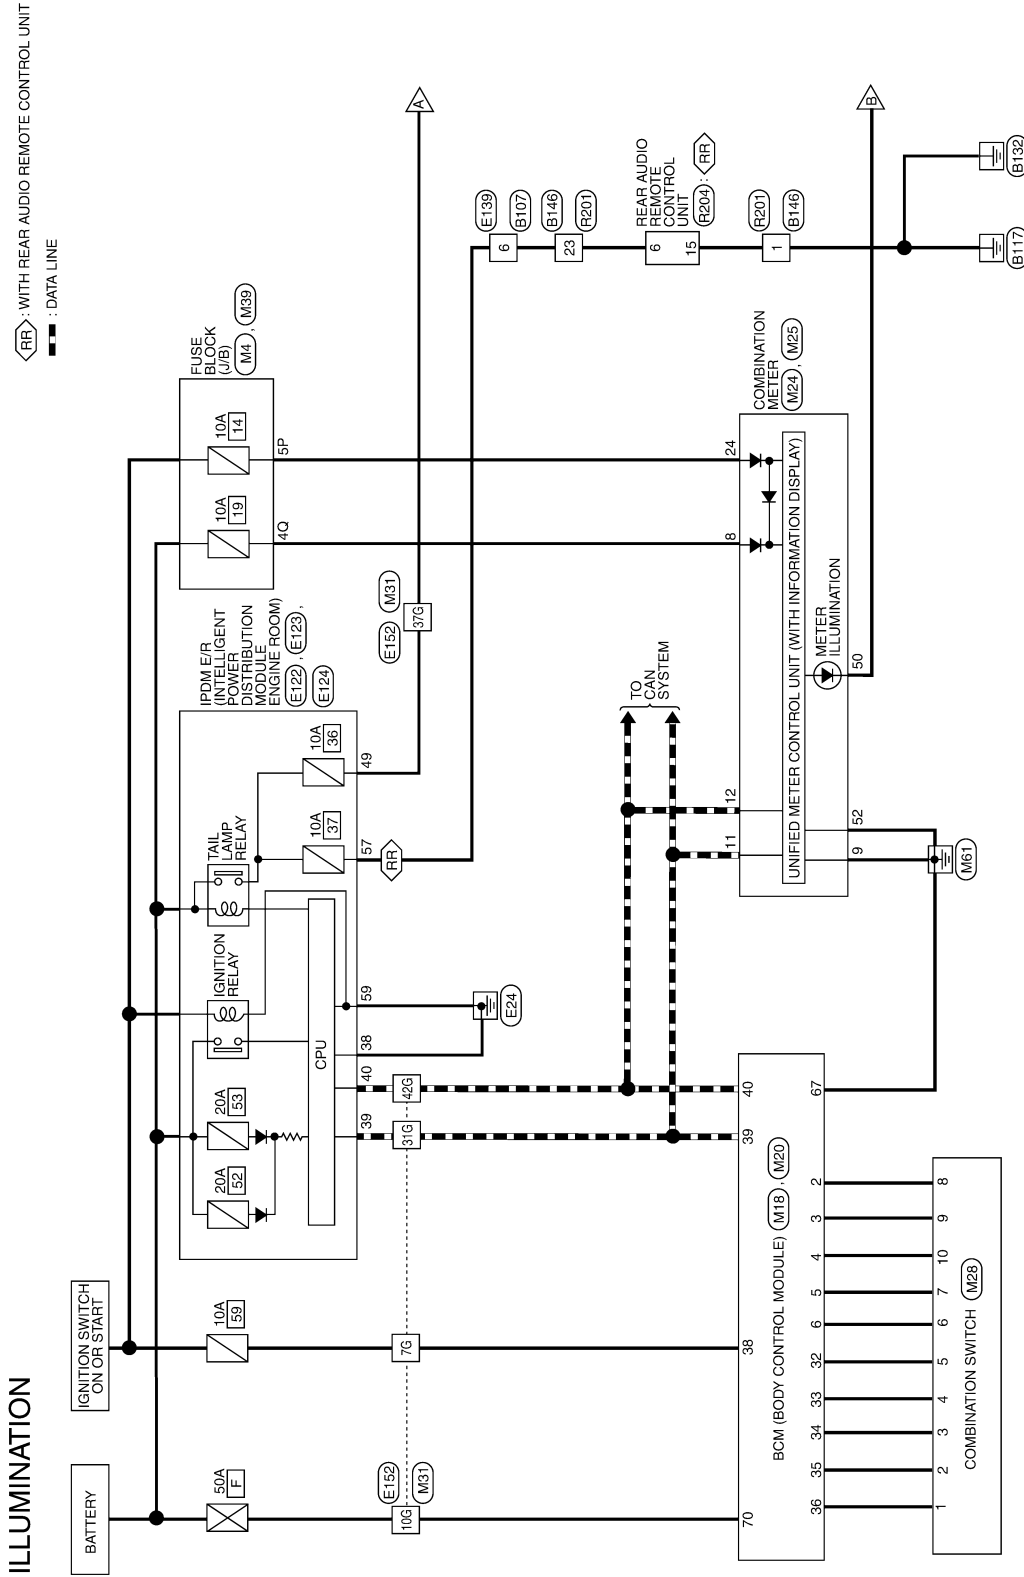 ILLUMINATION
RR : WITH REAR AUDIO REMOTE CONTROL UNIT
: DATA LINE
BATTERY
IGNITION SWITCH
ON OR START
50A
F
10A
59
20A
52
20A
53
IGNITION
RELAY
TAIL
LAMP
RELAY
CPU
10A
37
10A
36
IPDM E/R
(INTELLIGENT
POWER
DISTRIBUTION
MODULE
ENGINE ROOM)
E122 , E123 ,
E124
10A
19
10A
14
FUSE
BLOCK
(J/B)
M4 , M39
39
40
38
59
57
49
4Q
5P
RR
E152
M31
10G
7G
31G
42G
E152
M31
37G
A
E24
E139
6
B107
B146
23
R201
REAR AUDIO
REMOTE
CONTROL
UNIT
R204 : RR
6
15
R201
1
B146
TO
CAN
SYSTEM
70
38
39
40
BCM (BODY CONTROL MODULE) M18 , M20
36
35
34
33
32
6
5
4
3
2
67
1
2
3
4
5
6
7
10
9
8
COMBINATION SWITCH M28
11
12
8
24
COMBINATION
METER
M24 , M25
UNIFIED METER CONTROL UNIT (WITH INFORMATION DISPLAY)
METER
ILLUMINATION
9
52
50
M61
B
B117
B132